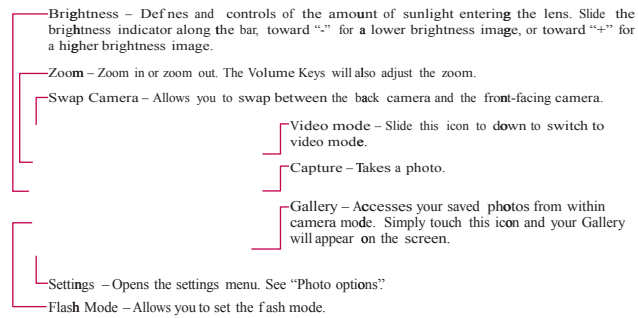 Brightness – Defnes and controls of the amount of sunlight entering the lens. Slide the
brightness indicator along the bar, toward “-” for a lower brightness image, or toward “+” for
a higher brightness image.
Zoom – Zoom in or zoom out. The Volume Keys will also adjust the zoom.
Swap Camera – Allows you to swap between the back camera and the front-facing camera.
Video mode – Slide this icon to down to switch to
video mode.
Capture – Takes a photo.
Gallery – Accesses your saved photos from within
camera mode. Simply touch this icon and your Gallery
will appear on the screen.
Settings – Opens the settings menu. See “Photo options”.
Flash Mode – Allows you to set the fash mode.